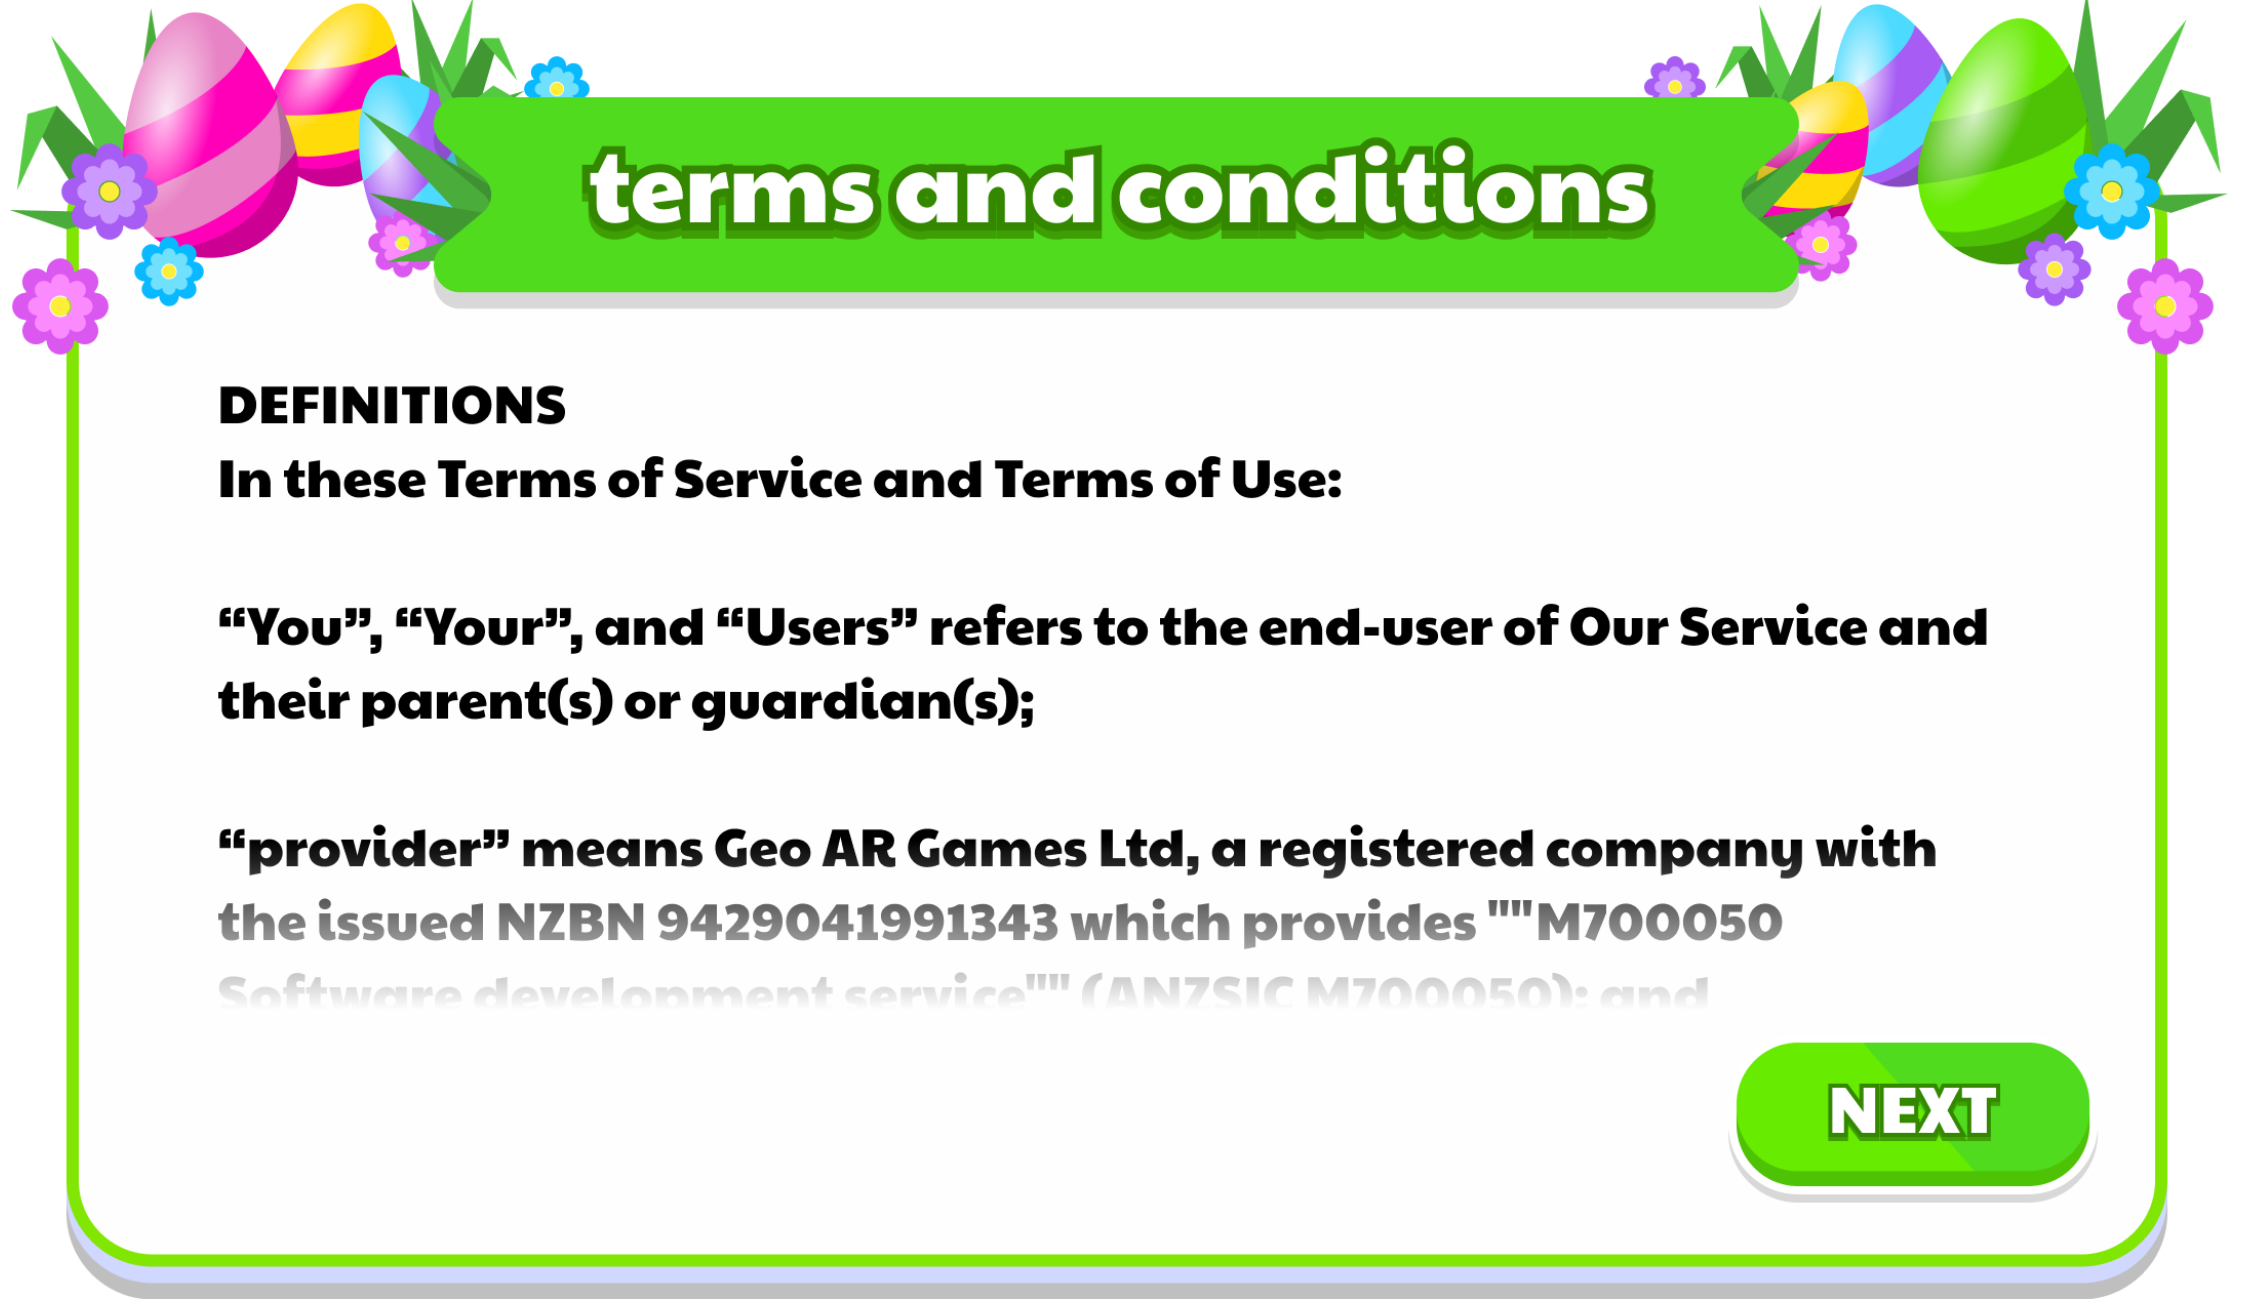 terms and conditions
DEFINITIONS
In these Terms of Service and Terms of Use:
“You”, “Your”, and “Users” refers to the end-user of Our Service and
their parent(s) or guardian(s);
“provider” means Geo AR Games Ltd, a registered company with
the issued NZBN 9429041991343 which provides ""M700050
Software development service"" (ANZSIC M700050); and
NEXT